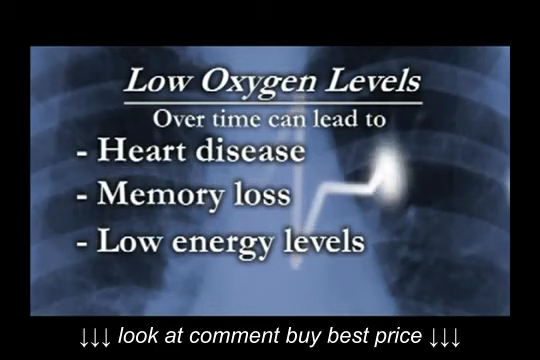 Low Oxygen Levels
Over time can lead to
- Heart disease
- Memory loss
- Low energy levels
↓↓↓ look at comment buy best price ↓↓↓